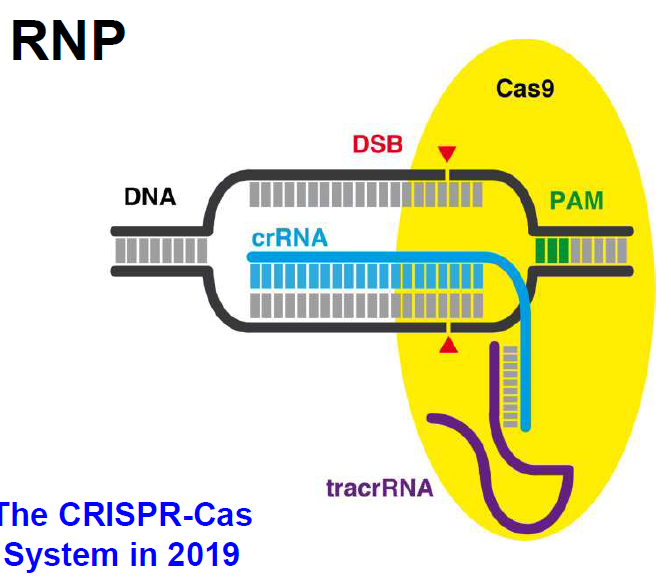 RNP
Cas9
DSB
DNA
PAM
crRNA
tracrRNA
The CRISPR-Cas
System in 2019